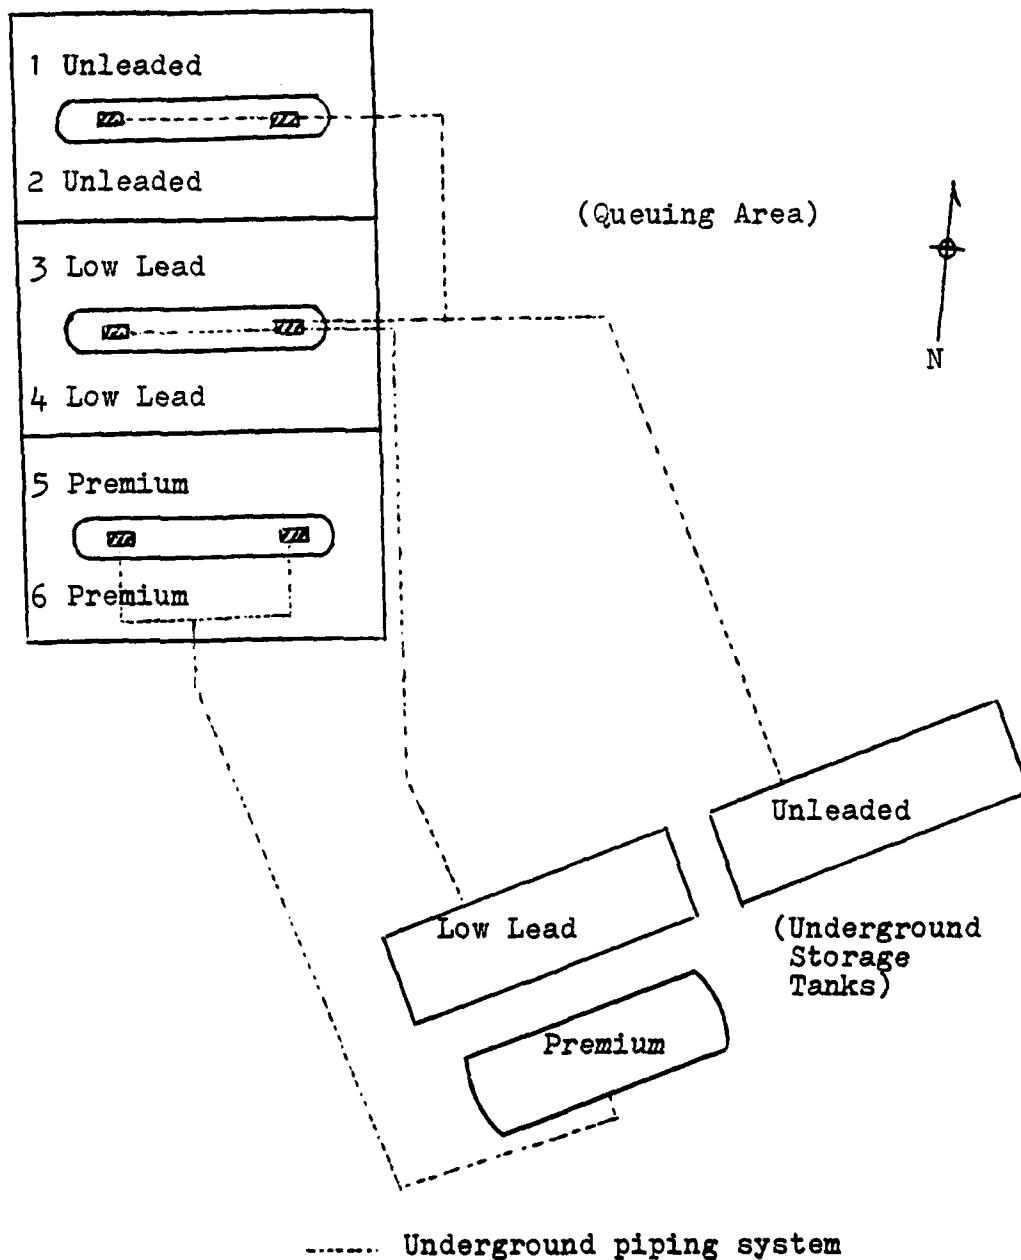 1 Unleaded
2 Unleaded
(Queuing Area)
3 Low Lead
N
4 Low Lead
5 Premium
6 Premium
Unleaded
Low Lead
(Underground
Storage
Tanks)
Premium
Underground piping system